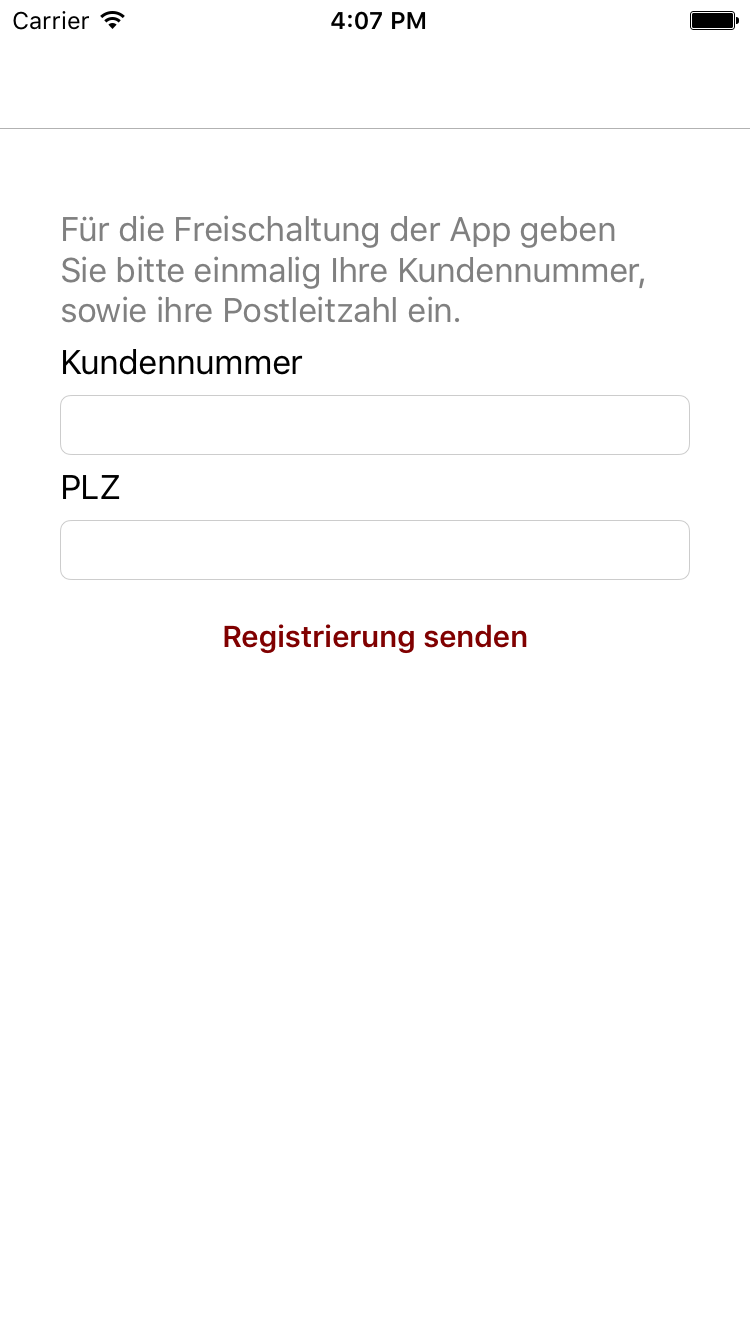 Carrier 4:07 PM
Für die Freischaltung der App geben
Sie bitte einmalig Ihre Kundennummer,
sowie ihre Postleitzahl ein.
Kundennummer
PLZ
Registrierung senden